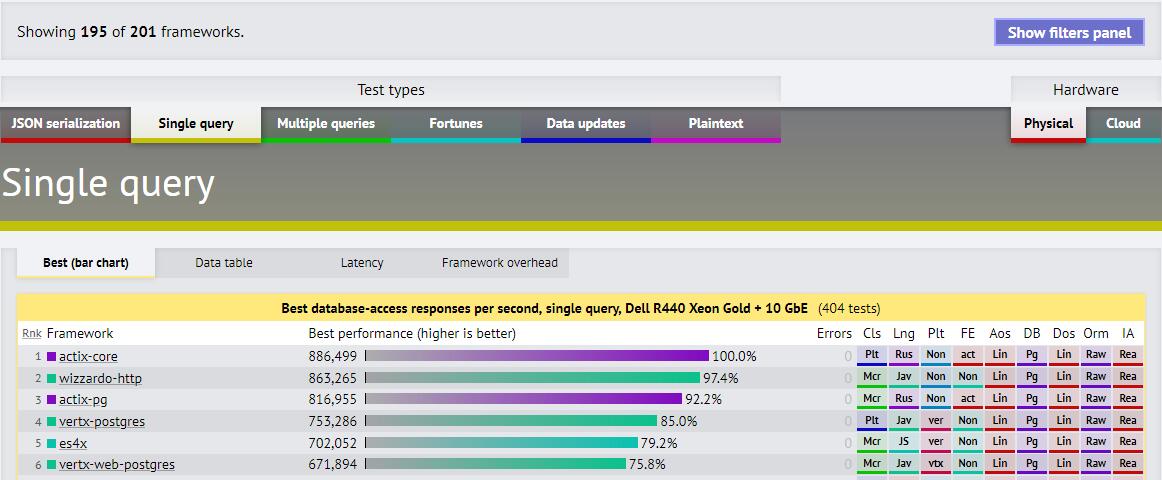 Showing 195 of 201 frameworks. Show filters panel
Test types Hardware
JSON serialization Single query Multiple queries Fortunes Data updates Plaintext Physical Cloud
Single query
Best (bar chart) Data table Latency Framework overhead
Best database-access responses per second, single query, Dell R440 Xeon Gold + 10 GbE (404 tests)
Rnk Framework Best performance (higher is better) Errors Cls Lng Plt FE Aos DB Dos Orm IA
1 actix-core 886,499 100.0% 0 Plt Rus Non act Lin Pg Lin Raw Rea
2 wizzardo-http 863,265 97.4% 0 Mcr Jav Non Non Lin Pg Lin Raw Rea
3 actix-pg 816,955 92.2% 0 Mcr Rus Non act Lin Pg Lin Raw Rea
4 vertx-postgres 753,286 85.0% 0 Plt Jav ver Non Lin Pg Lin Raw Rea
5 es4x 702,052 79.2% 0 Mcr JS ver Non Lin Pg Lin Raw Rea
6 vertx-web-postgres 671,894 75.8% 0 Mcr Jav vtx Non Lin Pg Lin Raw Rea